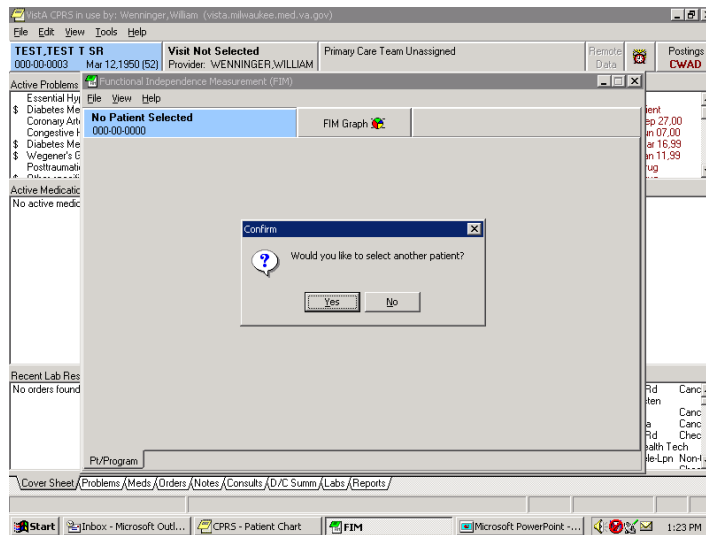 VistA CPRS in use by: Wenninger, William (vista.milwaukee.med.va.gov)
File Edit View Tools Help
TEST,TEST T SR
000-00-0003 Mar 12,1950 (52)
Visit Not Selected
Provider: WENNINGER,WILLIAM
Primary Care Team Unassigned
Remote
Data
Postings
CWAD
Active Problems
Essential Hy
$ Diabetes Me
Coronary Art
Congestive H
$ Diabetes Me
$ Wegener's G
Posttraumati
Functional Independence Measurement (FIM)
File View Help
No Patient Selected
000-00-0000
FIM Graph
ient
ep 27,00
un 07,00
ar 16,99
an 11,99
rug
Active Medicatio
No active medic
Confirm
Would you like to select another patient?
Yes No
Recent Lab Res
No orders found
Rd Canc
ten
Canc
a Canc
Rd Chec
ealth Tech
le-Lpn Non-
Pt/Program
Cover Sheet Problems Meds Orders Notes Consults D/C Summ Labs Reports
Start Inbox - Microsoft Outl... CPRS - Patient Chart FIM Microsoft PowerPoint -... 1:23 PM